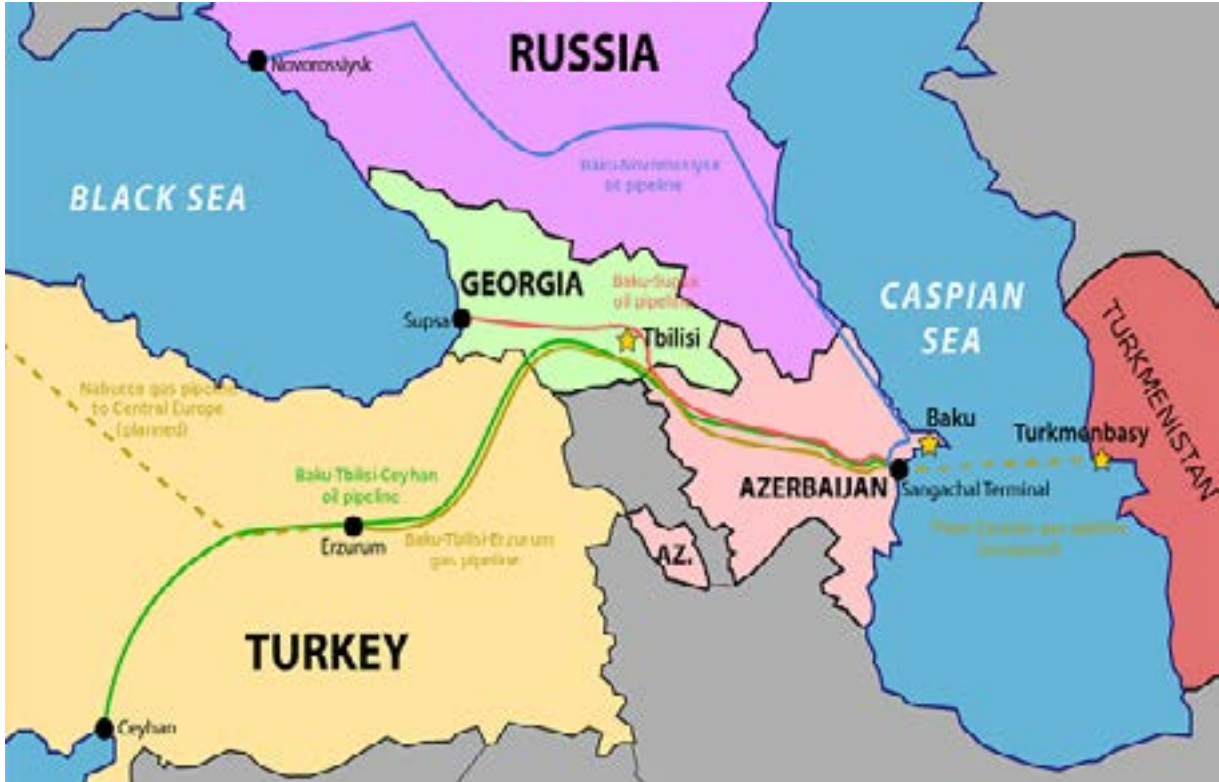 RUSSIA
Novorossiysk
Baku-Novorossiysk
oil pipeline
BLACK SEA
GEORGIA
Baku-Supsa
oil pipeline
CASPIAN
SEA
Supsa
Tbilisi
TURKMENISTAN
Nabucco gas pipeline
to Central Europe
(planned)
Baku
Turkmenbasy
Baku Tbilisi-Ceyhan
oil pipeline
AZERBAIJAN
Sangachal Terminal
Erzurum
Baku-Tbilisi-Erzurum
gas pipeline
gas pipeline
AZ.
TURKEY
Ceyhan